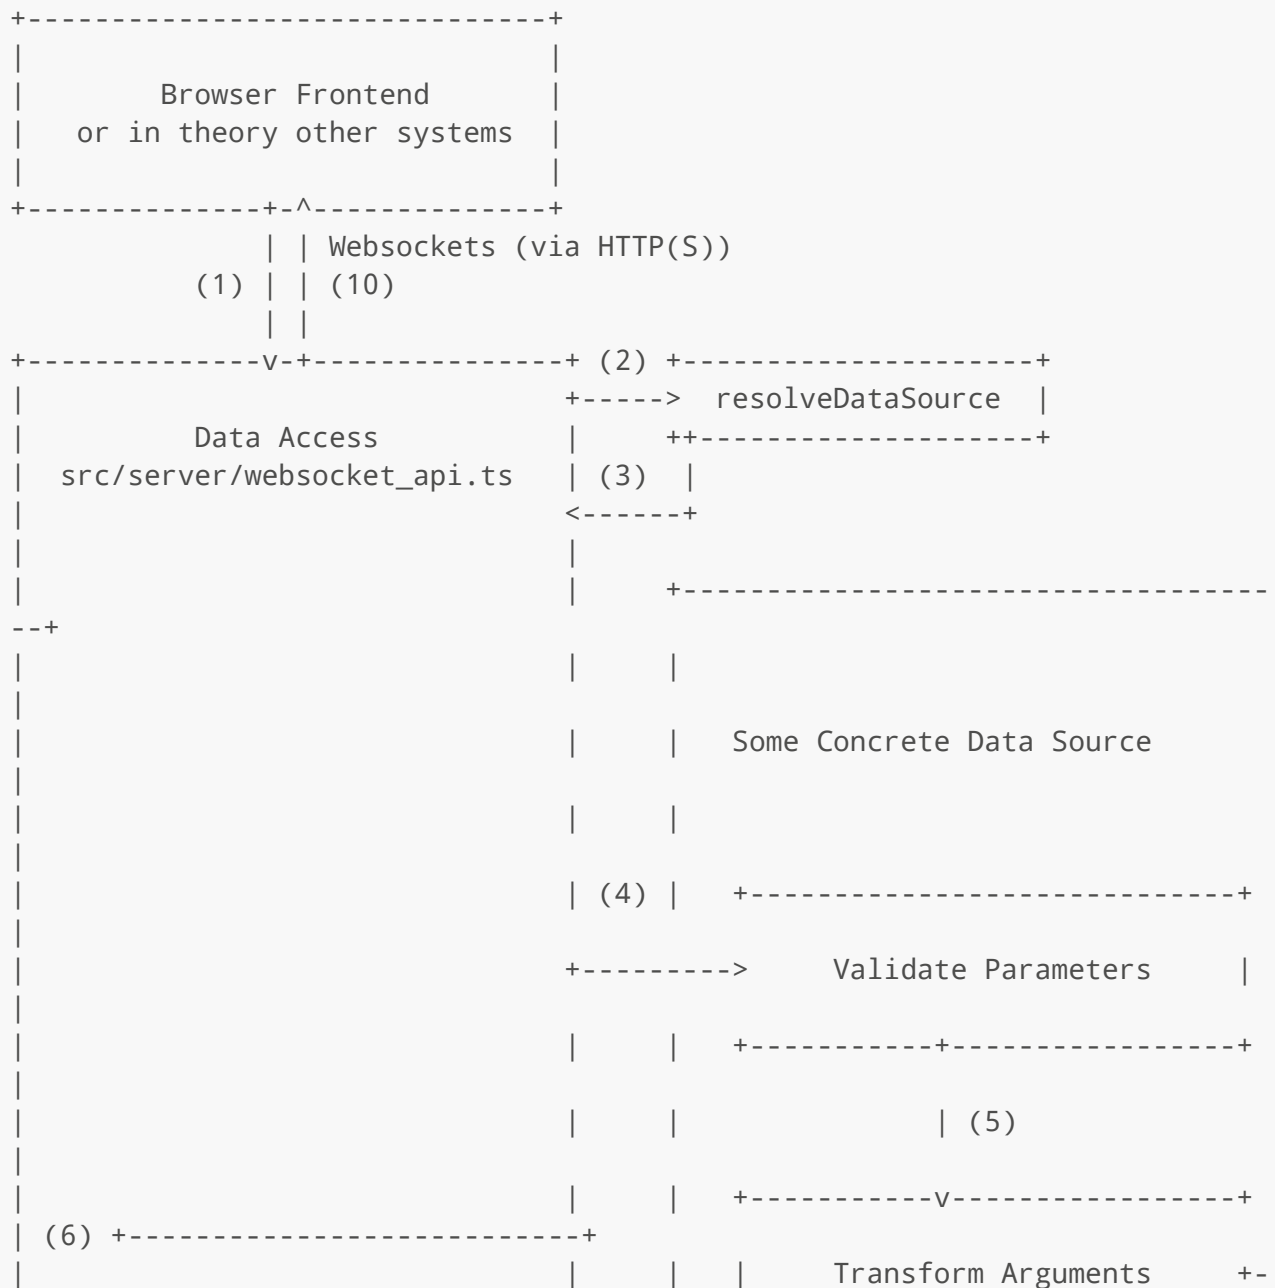 +-------------------------------+
|                               |
|        Browser Frontend       |
|   or in theory other systems  |
|                               |
+--------------+-^--------------+
               | | Websockets (via HTTP(S))
           (1) | | (10)
               | |
+--------------v-+---------------+ (2) +---------------------+
|                                +----->  resolveDataSource  |
|          Data Access           |     ++--------------------+
|  src/server/websocket_api.ts   | (3)  |
|                                <------+
|                                |
|                                |     +-----------------------------------
--+
|                                |     |
|
|                                |     |   Some Concrete Data Source
|
|                                |     |
|
|                                | (4) |   +-----------------------------+
|
|                                +--------->     Validate Parameters     |
|
|                                |     |   +-----------+-----------------+
|
|                                |     |               | (5)
|
|                                |     |   +-----------v-----------------+
| (6) +---------------------------+
|                                |     |   |     Transform Arguments     +-